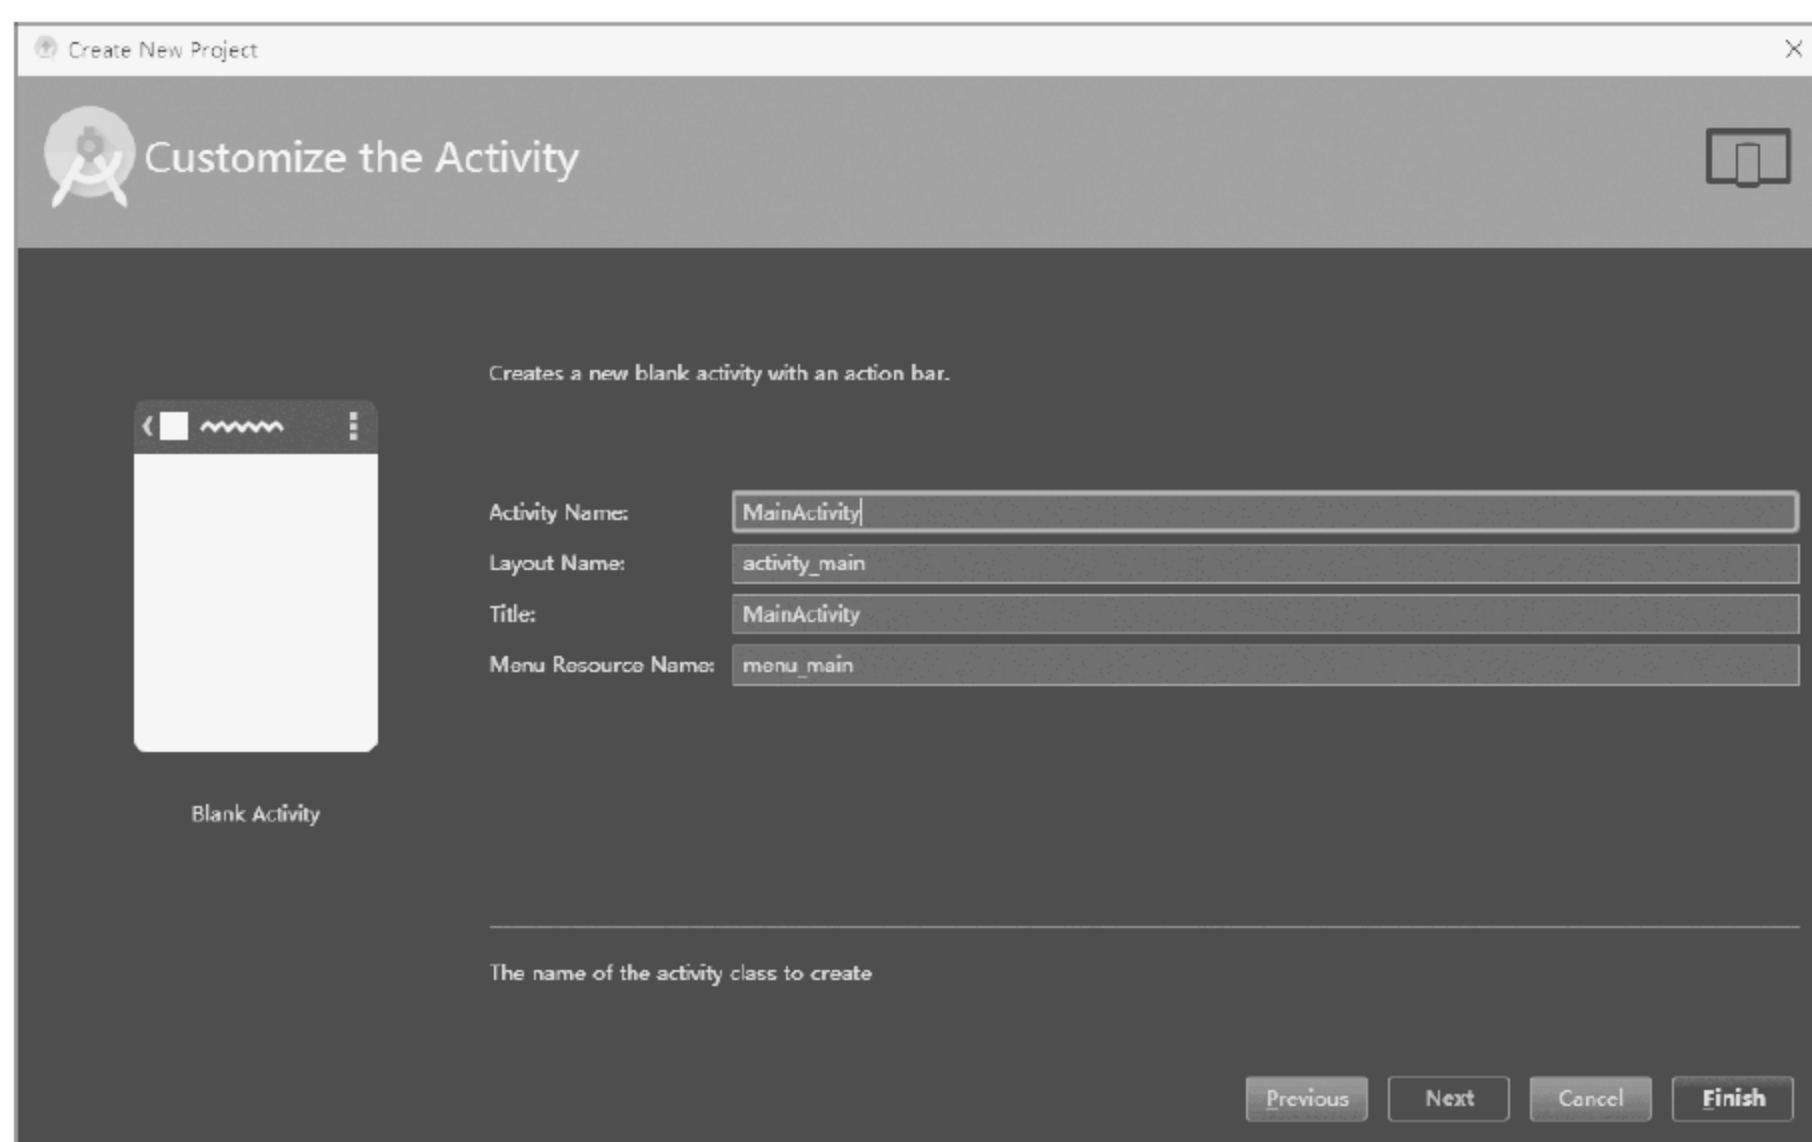 Create New Project
Customize the Activity
Creates a new blank activity with an action bar.
Activity Name: MainActivity
Layout Name: activity_main
Title: MainActivity
Menu Resource Name: menu_main
Blank Activity
The name of the activity class to create
Previous Next Cancel Finish